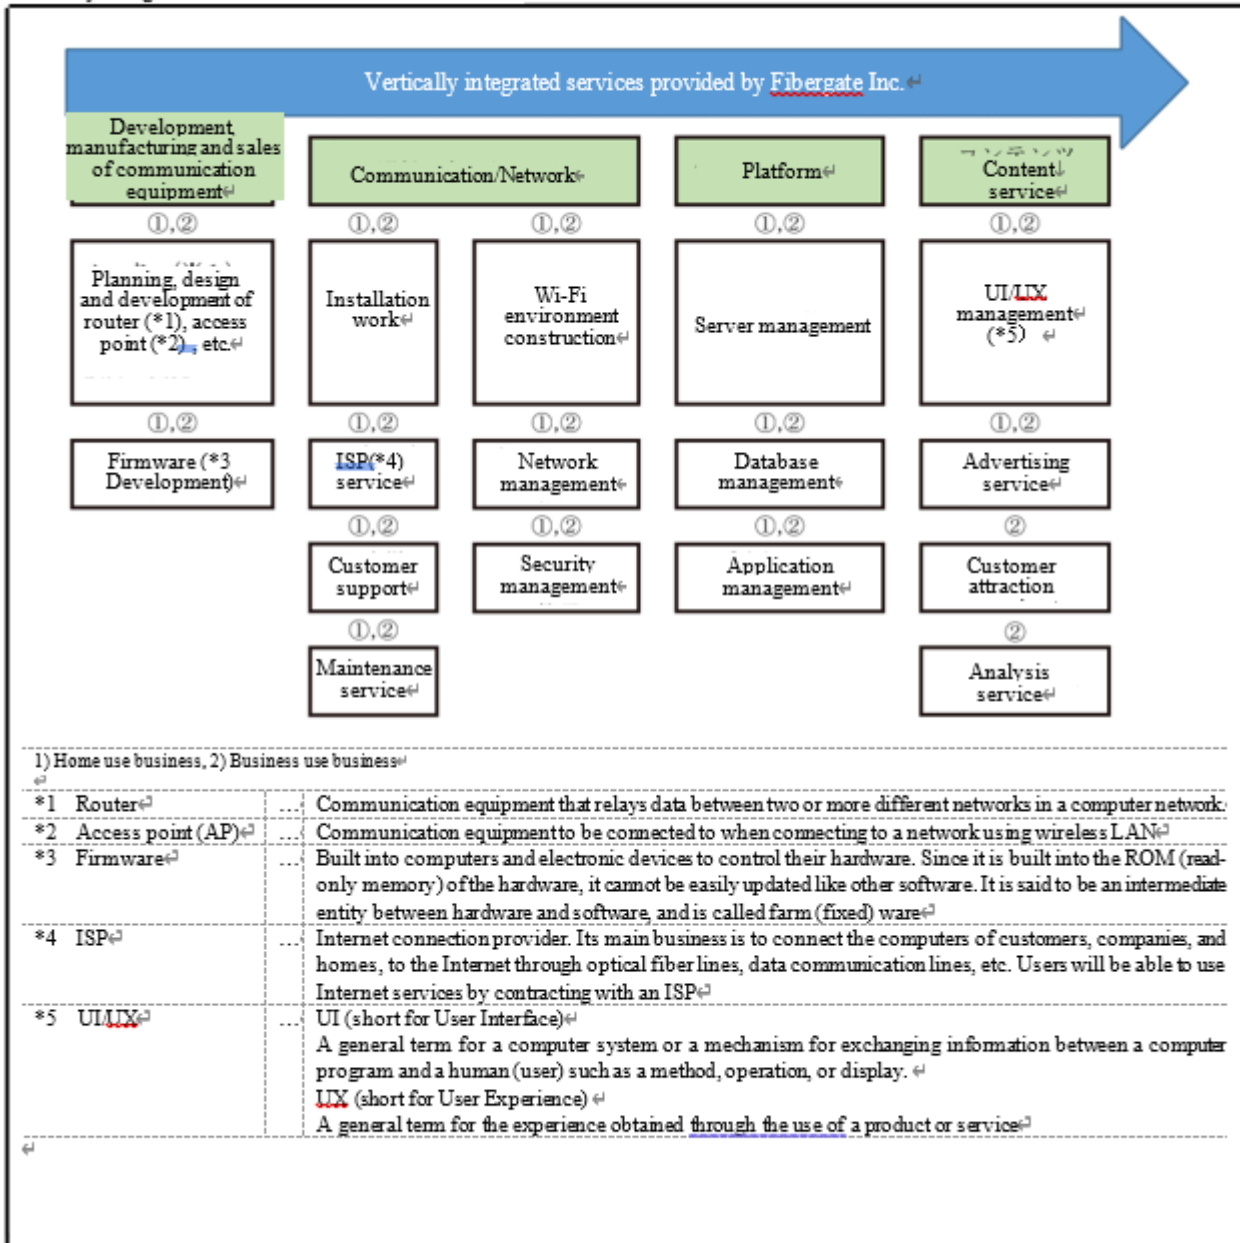 Vertically integrated services provided by Fibergate Inc.
Development,
manufacturing and sales
of communication
equipment
Communication/Network
Platform
Content
service
①,②
①,②
①,②
①,②
①,②
Planning, design
and development of
router (*1), access
point (*2) , etc.
Installation
work
Wi-Fi
environment
construction
Server management
UI/UX
management
(*5)
①,②
①,②
①,②
①,②
①,②
Firmware (*3
Development)
ISP(*4)
service
Network
management
Database
management
Advertising
service
①,②
①,②
①,②
②
Customer
support
Security
management
Application
management
Customer
attraction
①,②
②
Maintenance
service
Analysis
service
1) Home use business, 2) Business use business
*1 Router … Communication equipment that relays data between two or more different networks in a computer network.
*2 Access point (AP) … Communication equipment to be connected to when connecting to a network using wireless LAN
*3 Firmware … Built into computers and electronic devices to control their hardware. Since it is built into the ROM (read-
only memory) of the hardware, it cannot be easily updated like other software. It is said to be an intermediate
entity between hardware and software, and is called farm (fixed) ware
*4 ISP … Internet connection provider. Its main business is to connect the computers of customers, companies, and
homes, to the Internet through optical fiber lines, data communication lines, etc. Users will be able to use
Internet services by contracting with an ISP
*5 UI/UX … UI (short for User Interface)
A general term for a computer system or a mechanism for exchanging information between a computer
program and a human (user) such as a method, operation, or display.
UX (short for User Experience)
A general term for the experience obtained through the use of a product or service